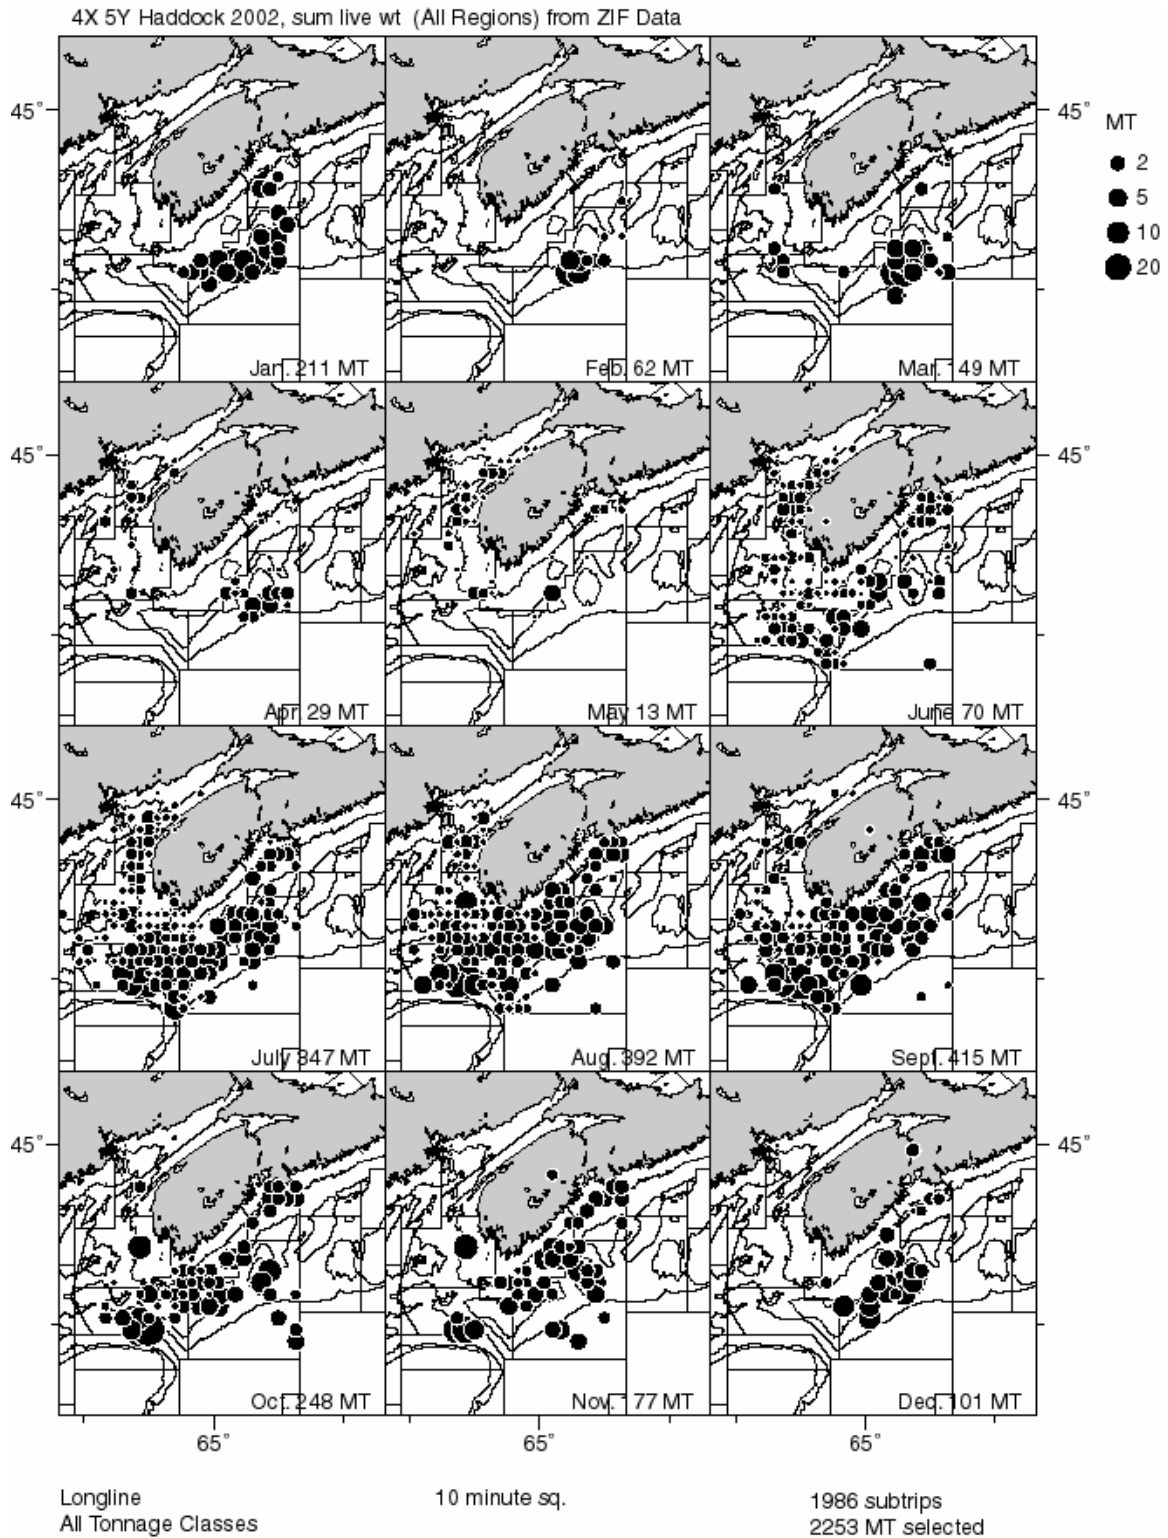 4X 5Y Haddock 2002, sum live wt (All Regions) from ZIF Data
45° 45°
MT
2
5
10
20
Jan. 211 MT Feb. 62 MT Mar. 149 MT
45° 45°
Apr. 29 MT May 13 MT June 70 MT
45° 45°
July 347 MT Aug. 392 MT Sept. 415 MT
45° 45°
Oct. 248 MT Nov. 177 MT Dec. 101 MT
65° 65° 65°
Longline 10 minute sq. 1986 subtrips
All Tonnage Classes 2253 MT selected